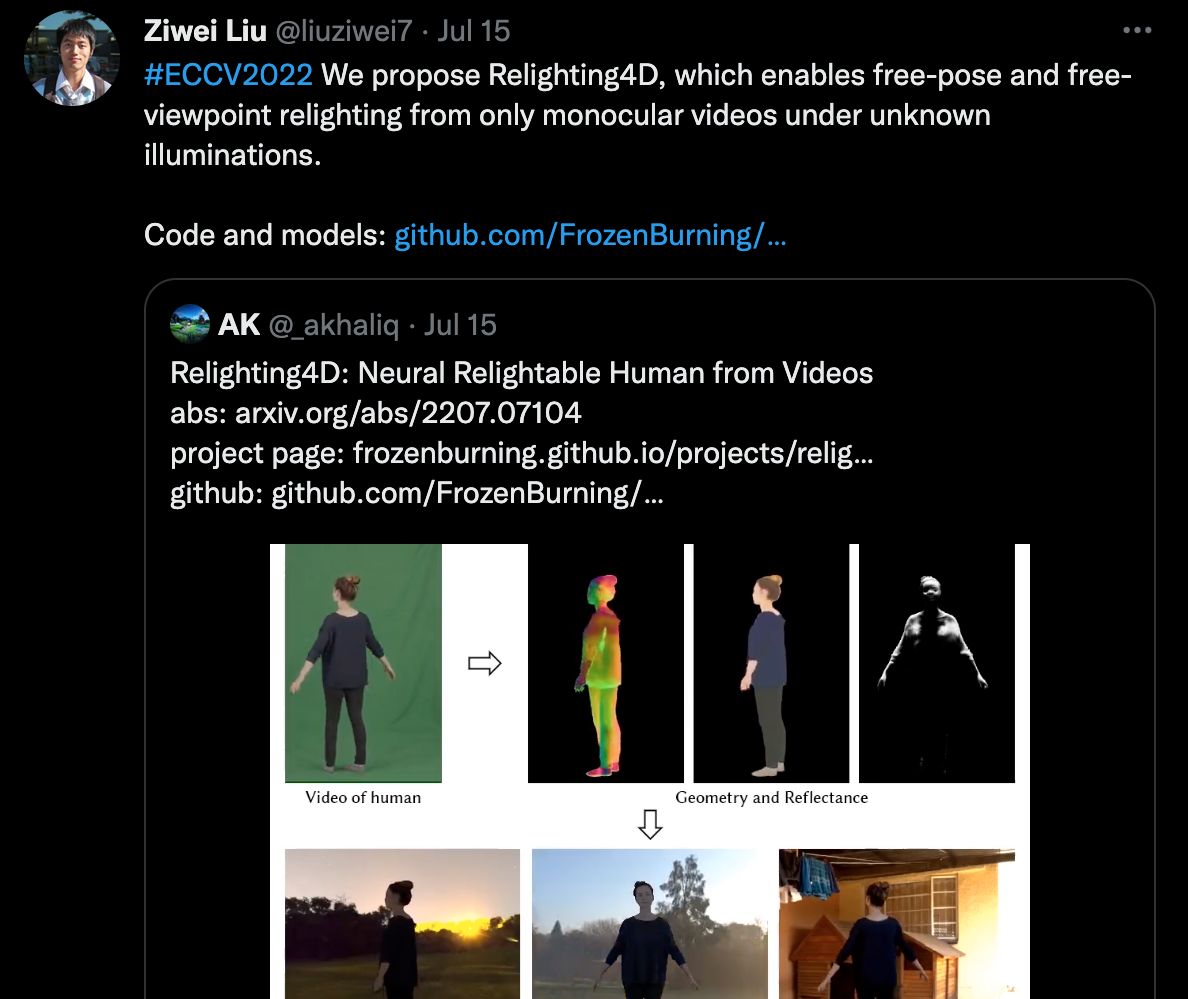 Ziwei Liu @liuziwei7 · Jul 15
#ECCV2022 We propose Relighting4D, which enables free-pose and free-
viewpoint relighting from only monocular videos under unknown
illuminations.
Code and models: github.com/FrozenBurning/...
AK @_akhaliq · Jul 15
Relighting4D: Neural Relightable Human from Videos
abs: arxiv.org/abs/2207.07104
project page: frozenburning.github.io/projects/relig...
github: github.com/FrozenBurning/...
Video of human
Geometry and Reflectance